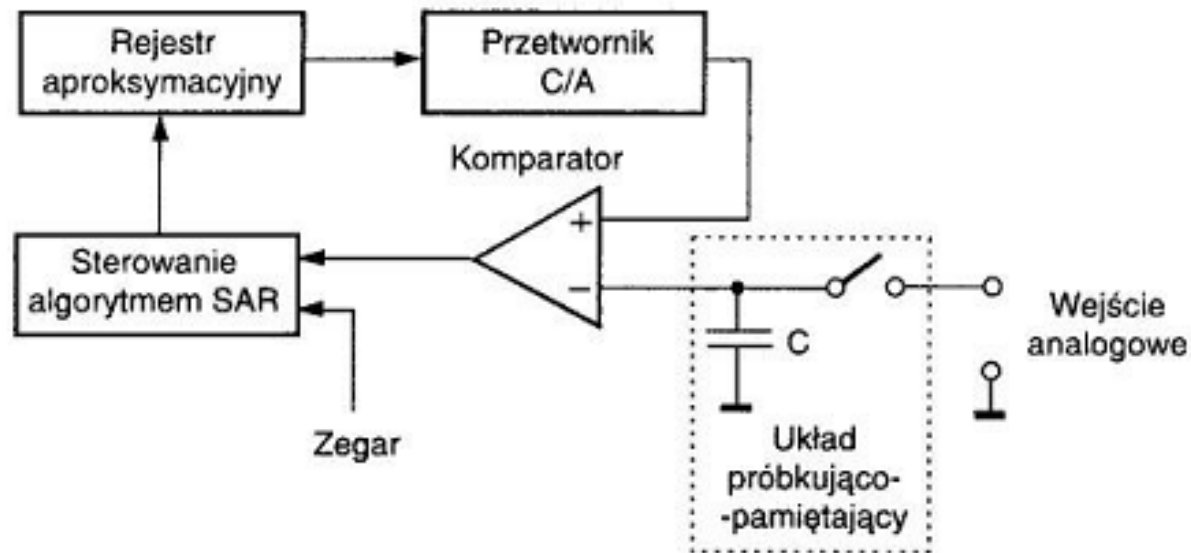 Rejestr
aproksymacyjny
Przetwornik
C/A
Komparator
+
−
Sterowanie
algorytmem SAR
C
Wejście
analogowe
Zegar
Układ
próbkująco-
-pamiętający